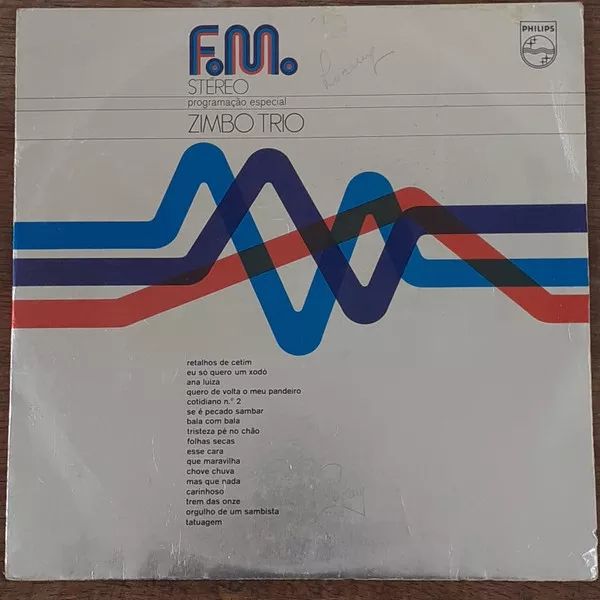 F.M.
PHILIPS
STEREO
programação especial
ZIMBO TRIO
retalhos de cetim
eu só quero um xodó
ana luiza
quero de volta o meu pandeiro
cotidiano n.º 2
se é pecado sambar
bala com bala
tristeza pé no chão
folhas secas
esse cara
que maravilha
chove chuva
mas que nada
carinhoso
trem das onze
orgulho de um sambista
tatuagem